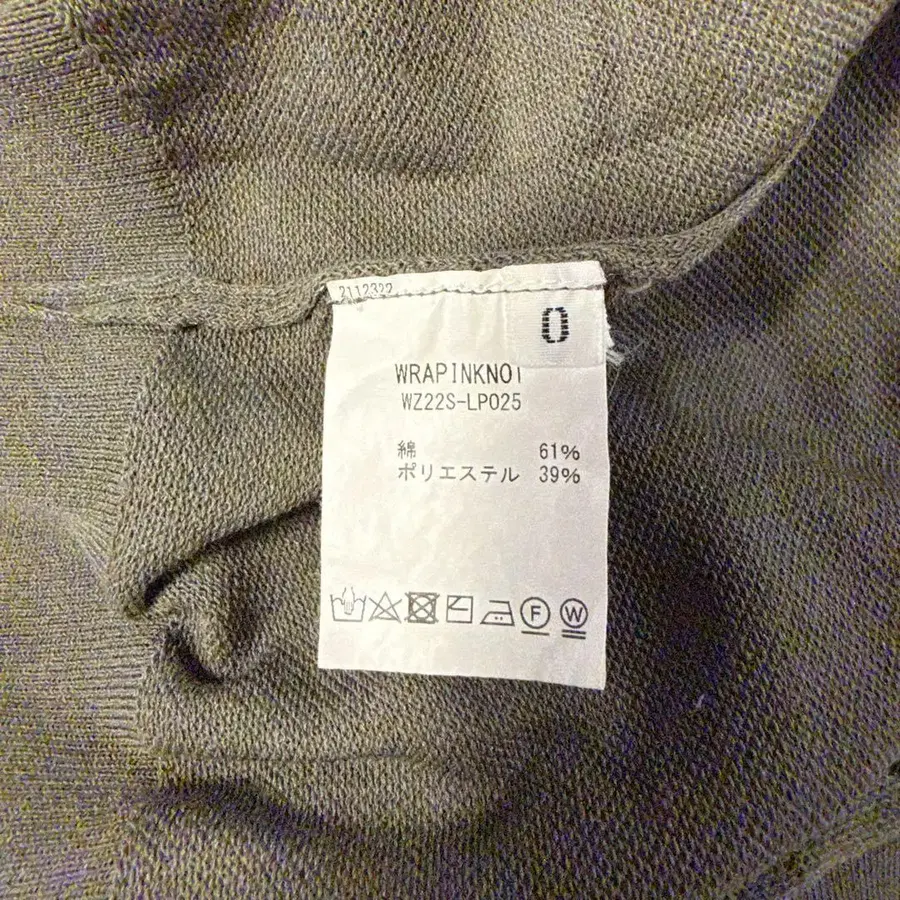 2112322
0
WRAPINKNOT
WZ22S-LP025
綿 61%
ポリエステル 39%
F W